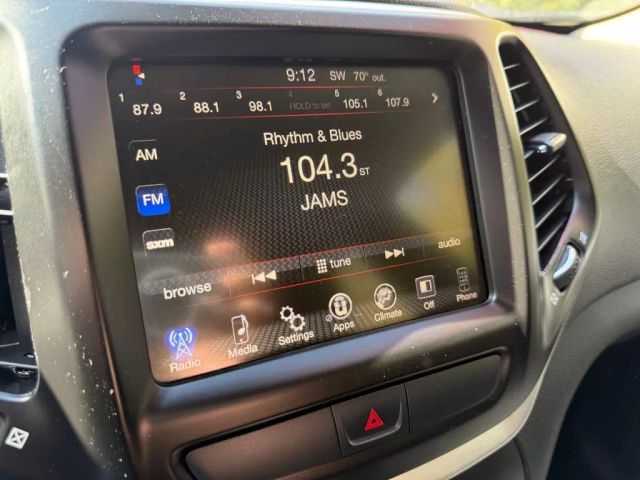 9:12 SW 70° out.
1 87.9 2 88.1 3 98.1 4 HOLD to set 5 105.1 6 107.9
AM
Rhythm & Blues
FM
104.3 ST
JAMS
sxm
browse tune audio
Radio Media Settings Apps Climate Off Phone